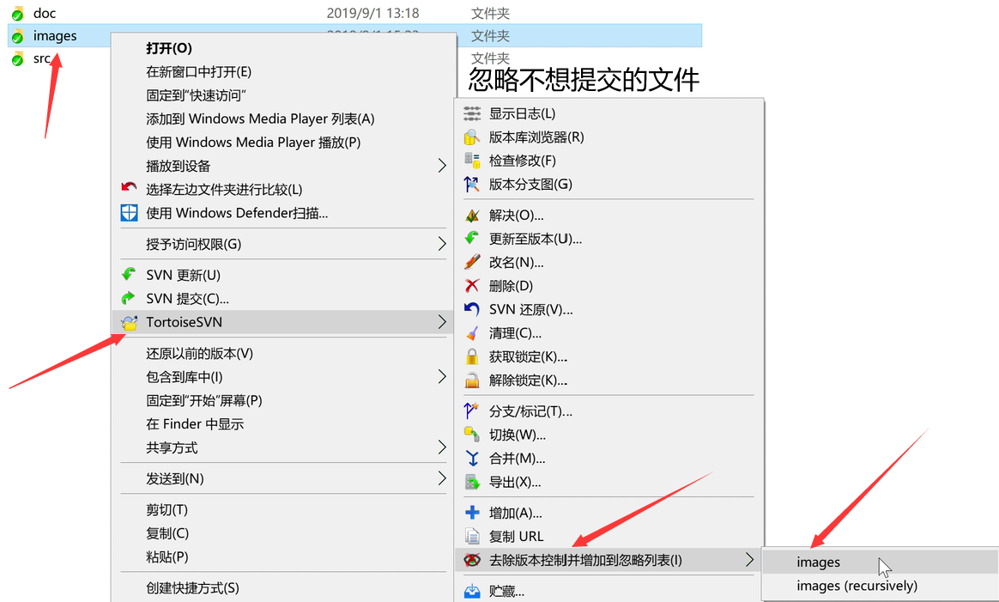 doc 2019/9/1 13:18 文件夹
images 文件夹
src 文件夹
忽略不想提交的文件
打开(O)
在新窗口中打开(E)
固定到“快速访问”
添加到 Windows Media Player 列表(A)
使用 Windows Media Player 播放(P)
播放到设备
选择左边文件夹进行比较(L)
使用 Windows Defender扫描...
授予访问权限(G)
SVN 更新(U)
SVN 提交(C)...
TortoiseSVN
还原以前的版本(V)
包含到库中(I)
固定到“开始”屏幕(P)
在 Finder 中显示
共享方式
发送到(N)
剪切(T)
复制(C)
粘贴(P)
创建快捷方式(S)
显示日志(L)
版本库浏览器(R)
检查修改(F)
版本分支图(G)
解决(O)...
更新至版本(U)...
改名(N)...
删除(D)
SVN 还原(V)...
清理(C)...
获取锁定(K)...
解除锁定(K)...
分支/标记(T)...
切换(W)...
合并(M)...
导出(X)...
增加(A)...
复制 URL
去除版本控制并增加到忽略列表(I)
贮藏...
images
images (recursively)